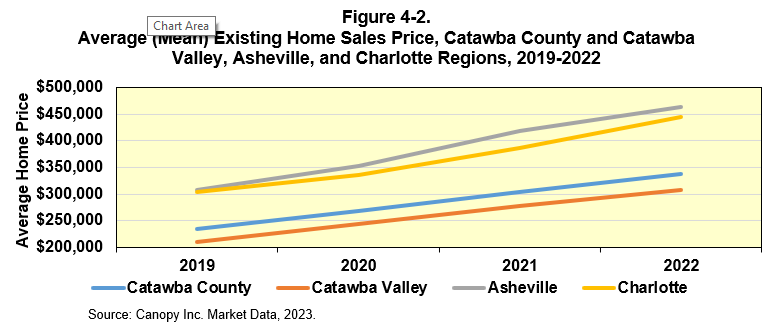 Figure 4-2.
Chart Area
Average (Mean) Existing Home Sales Price, Catawba County and Catawba
Valley, Asheville, and Charlotte Regions, 2019-2022
Average Home Price
$500,000
$450,000
$400,000
$350,000
$300,000
$250,000
$200,000
2019 2020 2021 2022
Catawba County Catawba Valley Asheville Charlotte
Source: Canopy Inc. Market Data, 2023.